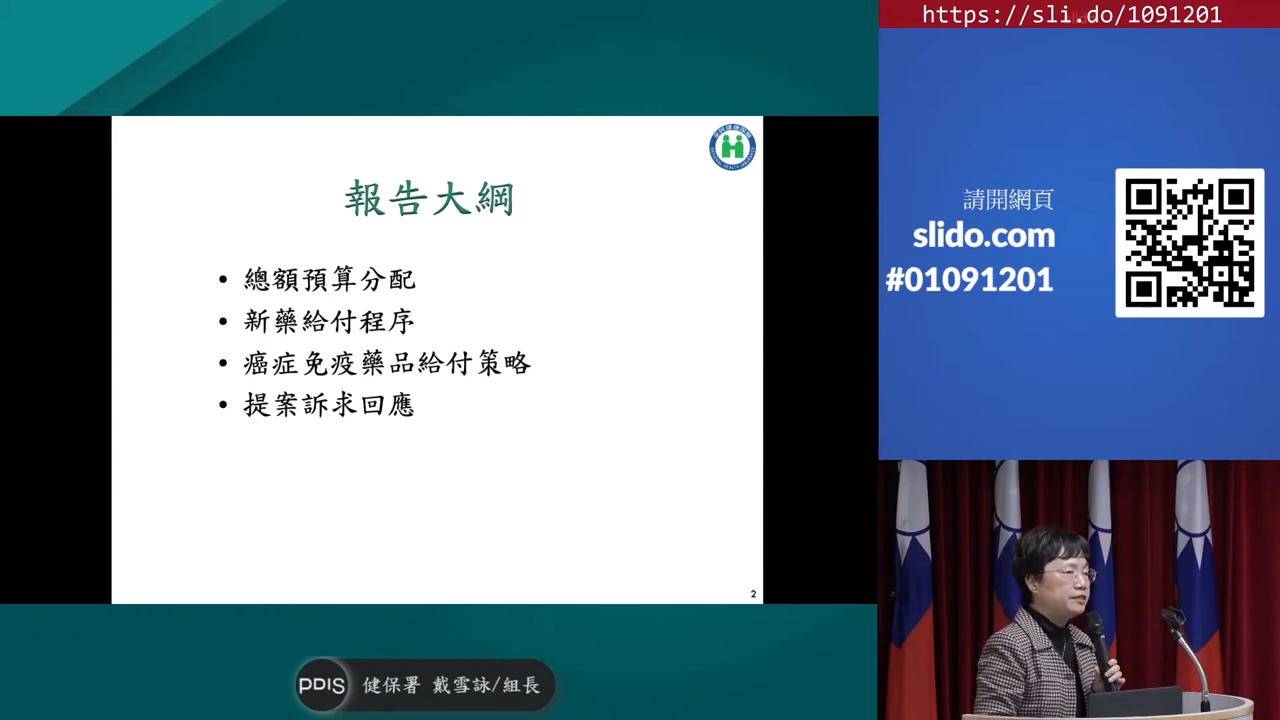 https://sli.do/1091201
報告大綱
• 總額預算分配
• 新藥給付程序
• 癌症免疫藥品給付策略
• 提案訴求回應
2
請開網頁
slido.com
#01091201
PDIS 健保署 戴雪詠/組長